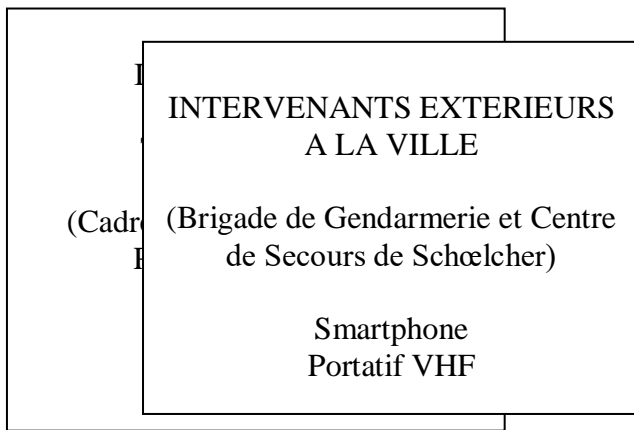 INTERVENANTS EXTERIEURS
A LA VILLE
(Brigade de Gendarmerie et Centre
de Secours de Schœlcher)
Smartphone
Portatif VHF